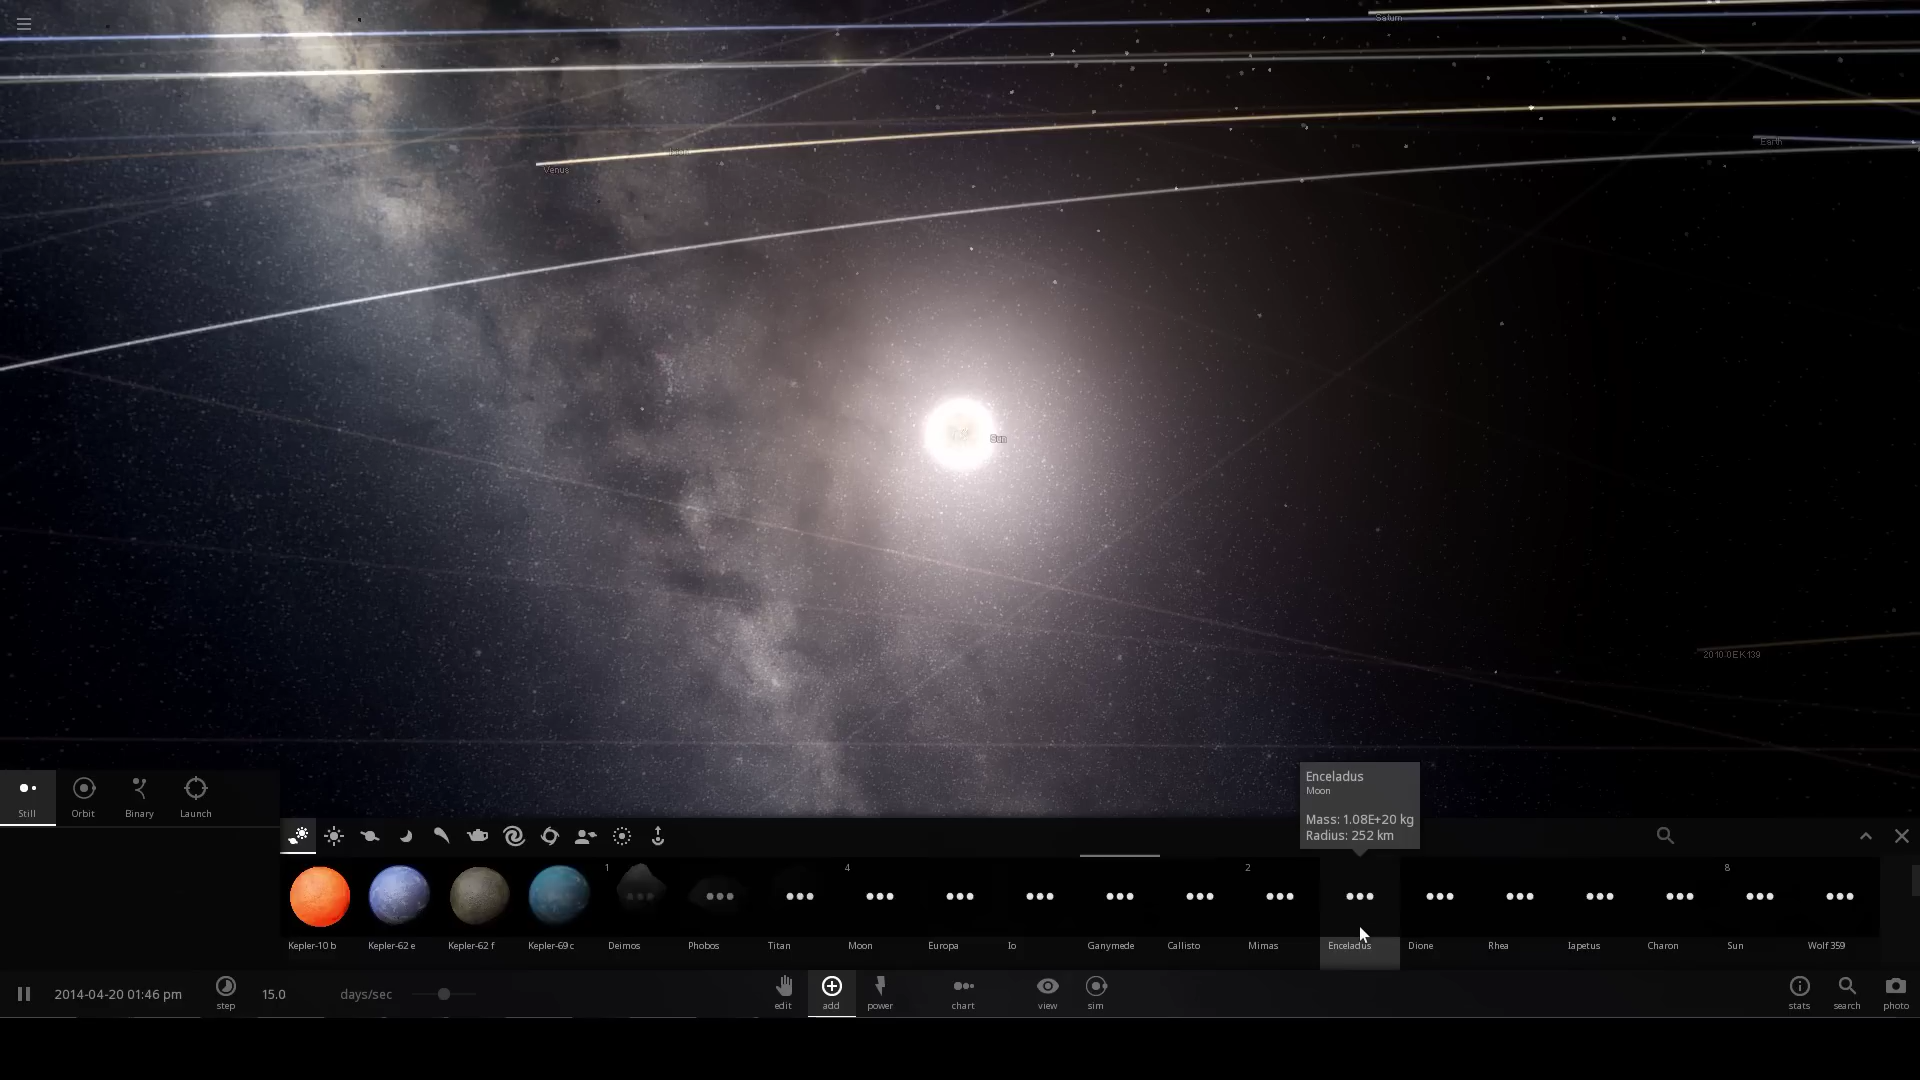 Saturn
Venus
Earth
Sun
2010 0EK139
Enceladus
Moon
Mass: 1.08E+20 kg
Radius: 252 km
Still
Orbit
Binary
Launch
1
4
2
8
Kepler-10 b
Kepler-62 e
Kepler-62 f
Kepler-69 c
Deimos
Phobos
Titan
Moon
Europa
Io
Ganymede
Callisto
Mimas
Enceladus
Dione
Rhea
Iapetus
Charon
Sun
Wolf 359
2014-04-20 01:46 pm
step
15.0
days/sec
edit
add
power
chart
view
sim
stats
search
photo